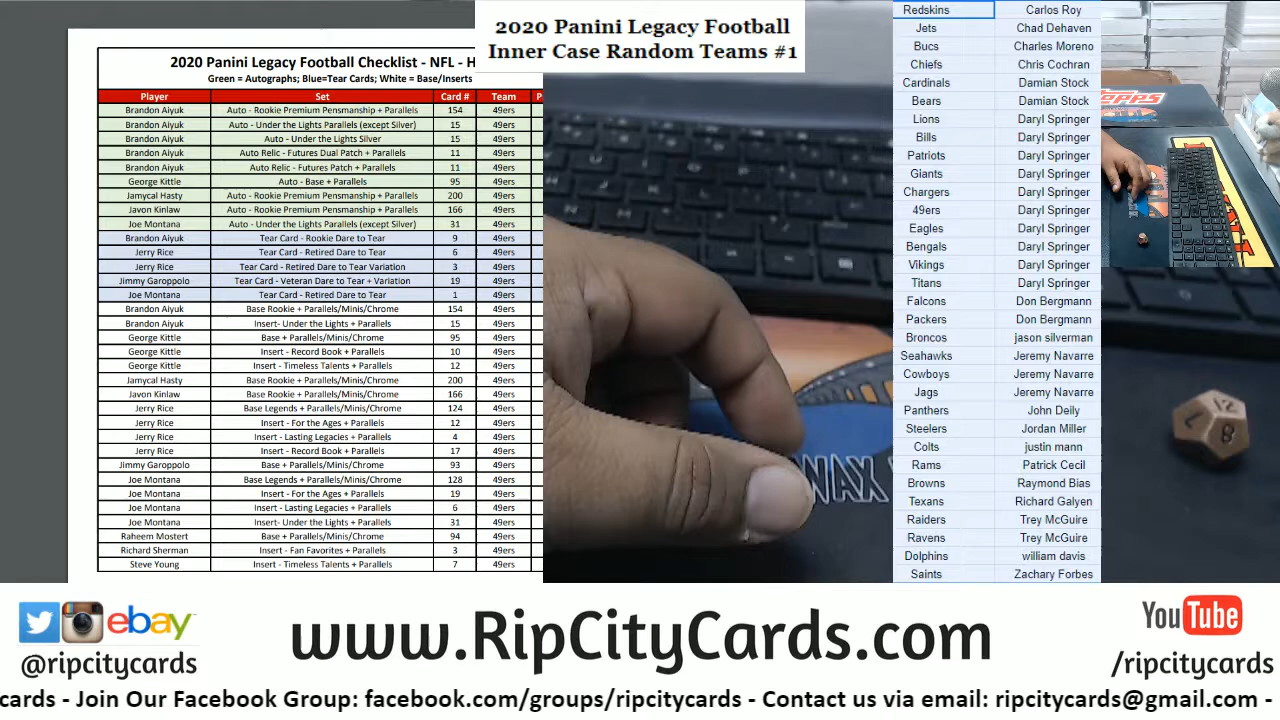 2020 Panini Legacy Football
Inner Case Random Teams #1
2020 Panini Legacy Football Checklist - NFL - H
Green = Autographs; Blue=Tear Cards; White = Base/Inserts
Player Set Card # Team P
Brandon Aiyuk Auto - Rookie Premium Pensmanship + Parallels 154 49ers
Brandon Aiyuk Auto - Under the Lights Parallels (except Silver) 15 49ers
Brandon Aiyuk Auto - Under the Lights Silver 15 49ers
Brandon Aiyuk Auto Relic - Futures Dual Patch + Parallels 11 49ers
Brandon Aiyuk Auto Relic - Futures Patch + Parallels 11 49ers
George Kittle Auto - Base + Parallels 95 49ers
Jamycal Hasty Auto - Rookie Premium Pensmanship + Parallels 200 49ers
Javon Kinlaw Auto - Rookie Premium Pensmanship + Parallels 166 49ers
Joe Montana Auto - Under the Lights Parallels (except Silver) 31 49ers
Brandon Aiyuk Tear Card - Rookie Dare to Tear 9 49ers
Jerry Rice Tear Card - Retired Dare to Tear 6 49ers
Jerry Rice Tear Card - Retired Dare to Tear Variation 3 49ers
Jimmy Garoppolo Tear Card - Veteran Dare to Tear + Variation 19 49ers
Joe Montana Tear Card - Retired Dare to Tear 1 49ers
Brandon Aiyuk Base Rookie + Parallels/Minis/Chrome 154 49ers
Brandon Aiyuk Insert- Under the Lights + Parallels 15 49ers
George Kittle Base + Parallels/Minis/Chrome 95 49ers
George Kittle Insert - Record Book + Parallels 10 49ers
George Kittle Insert - Timeless Talents + Parallels 12 49ers
Jamycal Hasty Base Rookie + Parallels/Minis/Chrome 200 49ers
Javon Kinlaw Base Rookie + Parallels/Minis/Chrome 166 49ers
Jerry Rice Base Legends + Parallels/Minis/Chrome 124 49ers
Jerry Rice Insert - For the Ages + Parallels 12 49ers
Jerry Rice Insert - Lasting Legacies + Parallels 4 49ers
Jerry Rice Insert - Record Book + Parallels 17 49ers
Jimmy Garoppolo Base + Parallels/Minis/Chrome 93 49ers
Joe Montana Base Legends + Parallels/Minis/Chrome 128 49ers
Joe Montana Insert - For the Ages + Parallels 19 49ers
Joe Montana Insert - Lasting Legacies + Parallels 6 49ers
Joe Montana Insert- Under the Lights + Parallels 31 49ers
Raheem Mostert Base + Parallels/Minis/Chrome 94 49ers
Richard Sherman Insert - Fan Favorites + Parallels 3 49ers
Steve Young Insert - Timeless Talents + Parallels 7 49ers
WAX
Redskins Carlos Roy
Jets Chad Dehaven
Bucs Charles Moreno
Chiefs Chris Cochran
Cardinals Damian Stock
Bears Damian Stock
Lions Daryl Springer
Bills Daryl Springer
Patriots Daryl Springer
Giants Daryl Springer
Chargers Daryl Springer
49ers Daryl Springer
Eagles Daryl Springer
Bengals Daryl Springer
Vikings Daryl Springer
Titans Daryl Springer
Falcons Don Bergmann
Packers Don Bergmann
Broncos jason silverman
Seahawks Jeremy Navarre
Cowboys Jeremy Navarre
Jags Jeremy Navarre
Panthers John Deily
Steelers Jordan Miller
Colts justin mann
Rams Patrick Cecil
Browns Raymond Bias
Texans Richard Galyen
Raiders Trey McGuire
Ravens Trey McGuire
Dolphins william davis
Saints Zachary Forbes
12
8
ebay
@ripcitycards
www.RipCityCards.com
YouTube
/ripcitycards
cards - Join Our Facebook Group: facebook.com/groups/ripcitycards - Contact us via email: ripcitycards@gmail.com -